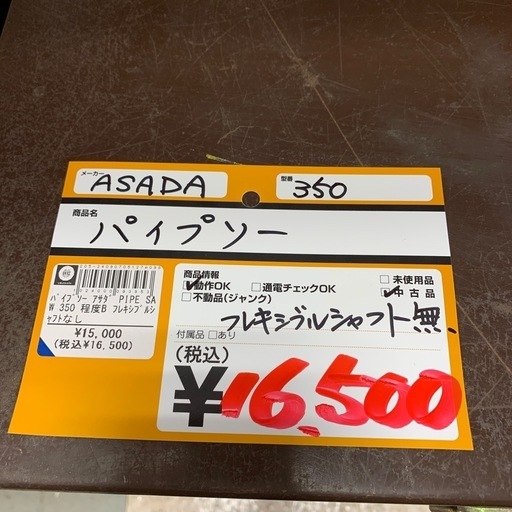 メーカー ASADA 型番 350
商品名
パイプソー
商品情報
動作OK 通電チェックOK 未使用品
不動品(ジャンク) 中古品
フレキシブルシャフト無.
付属品 あり
(税込)
¥16,500
パイプソー アサダ PIPE SA
W 350 程度B フレキシブルシ
ャフトなし
¥15,000
(税込¥16,500)